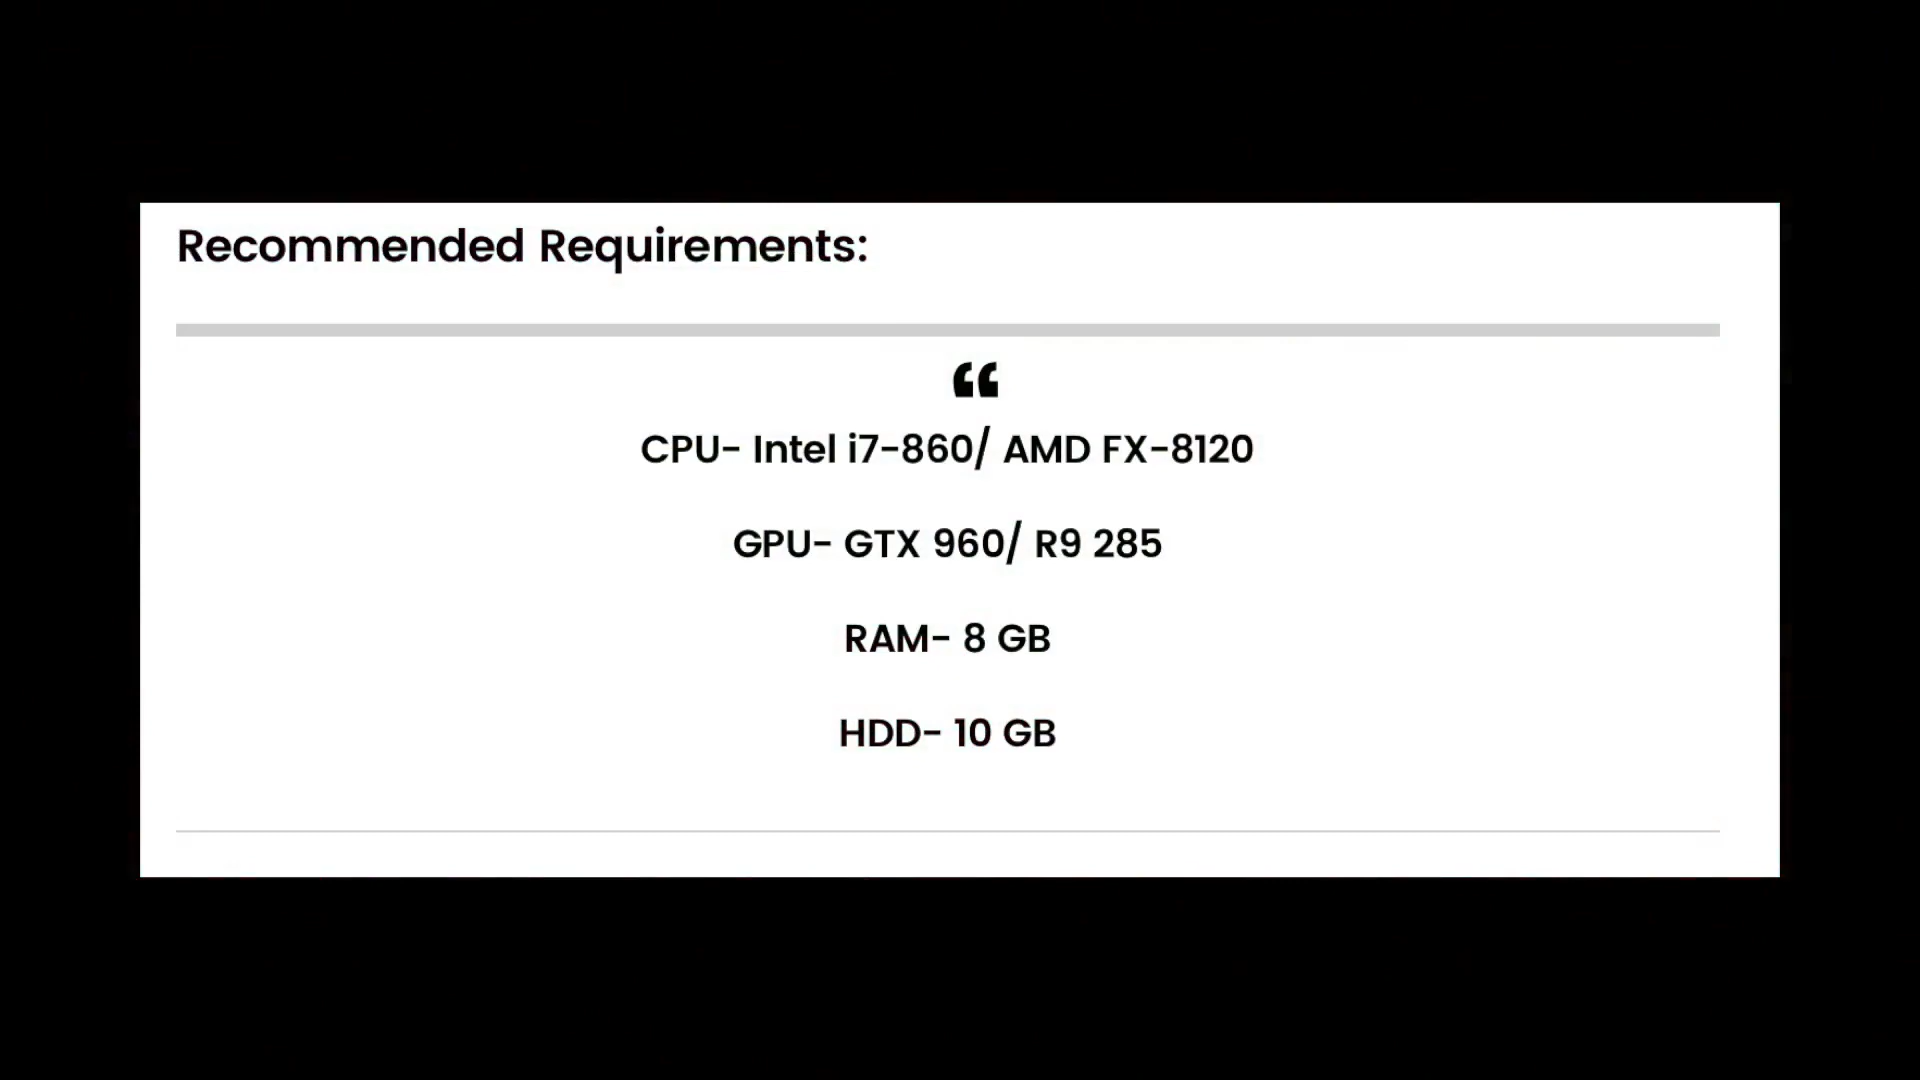 Recommended Requirements:
“
CPU- Intel i7-860/ AMD FX-8120
GPU- GTX 960/ R9 285
RAM- 8 GB
HDD- 10 GB